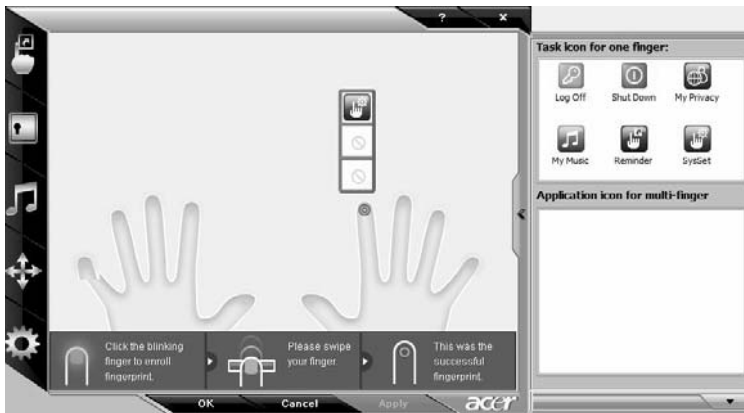 ? x
Task icon for one finger:
Log Off Shut Down My Privacy
My Music Reminder SysSet
Application icon for multi-finger
Click the blinking
finger to enroll
fingerprint.
Please swipe
your finger
This was the
successful
fingerprint.
OK Cancel Apply acer